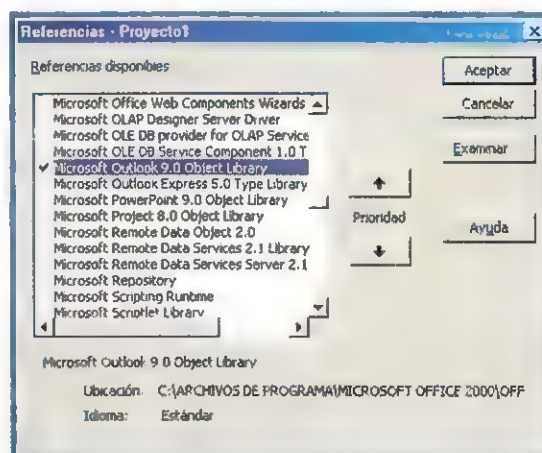 Referencias - Proyecto1
Referencias disponibles
Microsoft Office Web Components Wizards
Microsoft OLAP Designer Server Driver
Microsoft OLE DB provider for OLAP Service
Microsoft OLE DB Service Component 1.0 T
Microsoft Outlook 9.0 Object Library
Microsoft Outlook Express 5.0 Type Library
Microsoft PowerPoint 9.0 Object Library
Microsoft Project 8.0 Object Library
Microsoft Remote Data Object 2.0
Microsoft Remote Data Services 2.1 Library
Microsoft Remote Data Services Server 2.1
Microsoft Repository
Microsoft Scripting Runtime
Microsoft Scriptlet Library
Prioridad
Aceptar
Cancelar
Examinar
Ayuda
Microsoft Outlook 9.0 Object Library
Ubicación: C:\ARCHIVOS DE PROGRAMA\MICROSOFT OFFICE 2000\OFF
Idioma: Estándar